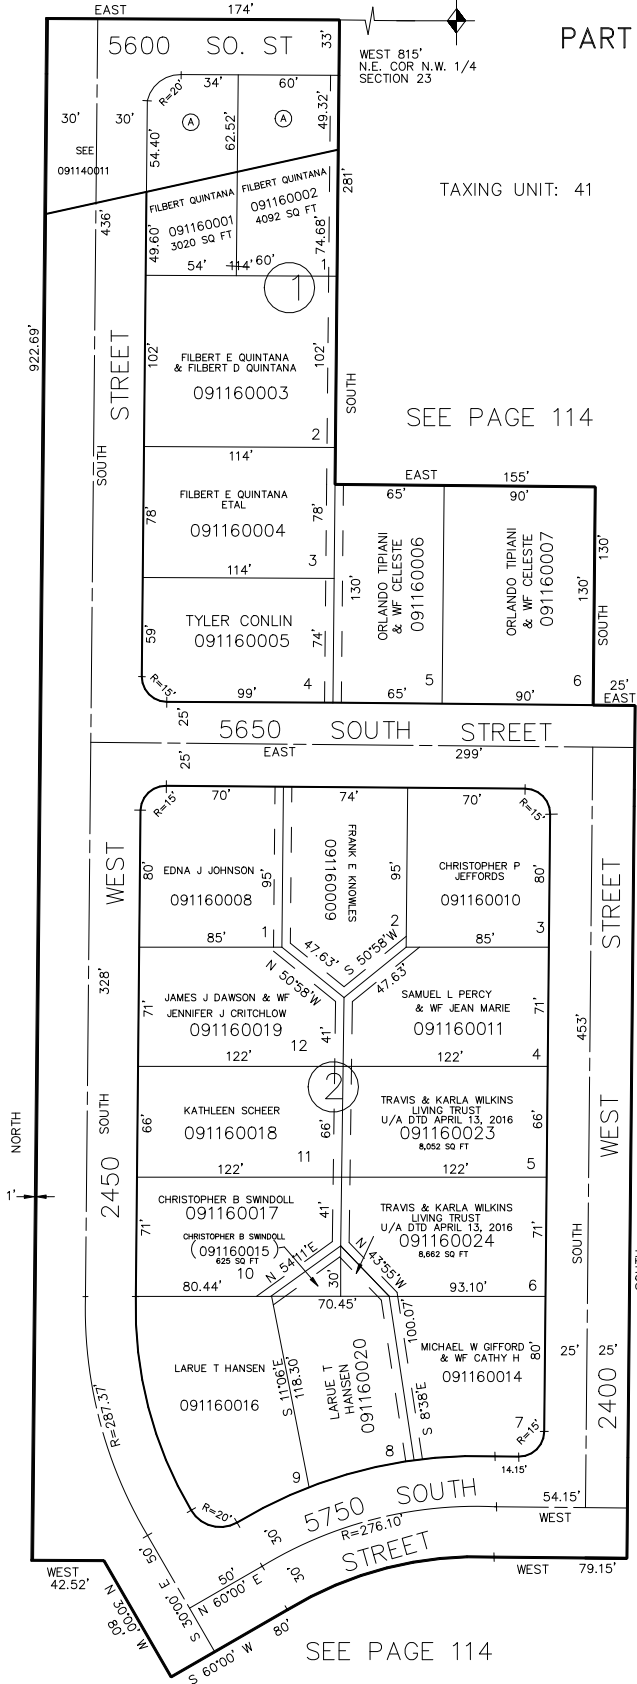 EAST
174'
5600 SO. ST
33'
WEST 815'
N.E. COR N.W. 1/4
SECTION 23
PART
R=20'
34'
60'
30'
30'
A
A
54.40'
62.52'
49.32'
SEE
091140011
TAXING UNIT: 41
281'
436'
FILBERT QUINTANA
091160001
3020 SQ FT
FILBERT QUINTANA
091160002
4092 SQ FT
49.60'
74.68'
54'
114'
60'
1
1
922.69'
STREET
102'
102'
FILBERT E QUINTANA
& FILBERT D QUINTANA
091160003
SOUTH
SEE PAGE 114
2
114'
SOUTH
EAST
155'
FILBERT E QUINTANA
ETAL
091160004
78'
78'
3
114'
65'
90'
ORLANDO TIPIANI
& WF CELESTE
091160006
ORLANDO TIPIANI
& WF CELESTE
091160007
130'
130'
130'
SOUTH
TYLER CONLIN
091160005
59'
74'
4
5
6
R=15'
99'
65'
90'
25'
EAST
25'
5650 SOUTH STREET
EAST
299'
25'
R=15'
70'
74'
70'
R=15'
WEST
80'
EDNA J JOHNSON
091160008
95'
FRANK E KNOWLES
091160009
95'
CHRISTOPHER P
JEFFORDS
091160010
80'
STREET
1
2
3
85'
47.63'
S 50°58'W
85'
N 50°58'W
47.63'
328'
JAMES J DAWSON & WF
JENNIFER J CRITCHLOW
091160019
71'
41'
12
SAMUEL L PERCY
& WF JEAN MARIE
091160011
71'
453'
122'
122'
4
2
KATHLEEN SCHEER
091160018
66'
66'
11
TRAVIS & KARLA WILKINS
LIVING TRUST
U/A DTD APRIL 13, 2016
091160023
8,052 SQ FT
66'
5
SOUTH
NORTH
WEST
122'
122'
2450
1'
CHRISTOPHER B SWINDOLL
091160017
71'
41'
CHRISTOPHER B SWINDOLL
(091160015)
625 SQ FT
10
N 54°11'E
TRAVIS & KARLA WILKINS
LIVING TRUST
U/A DTD APRIL 13, 2016
091160024
8,662 SQ FT
71'
N 43°55'W
SOUTH
SOUTH
80.44'
30'
70.45'
93.10'
6
100.07'
LARUE T HANSEN
091160016
S 11°06'E
118.30'
LARUE T
HANSEN
091160020
MICHAEL W GIFFORD
& WF CATHY H
091160014
80'
25'
25'
S 8°38'E
2400
R=287.37'
7
R=15'
8
9
14.15'
R=20'
5750 SOUTH
STREET
R=276.10'
54.15'
WEST
30'
30'
50'
50'
WEST
42.52'
N 30°00' W
80'
S 30°00' E
N 60°00' E
WEST
79.15'
S 60°00' W
80'
SEE PAGE 114